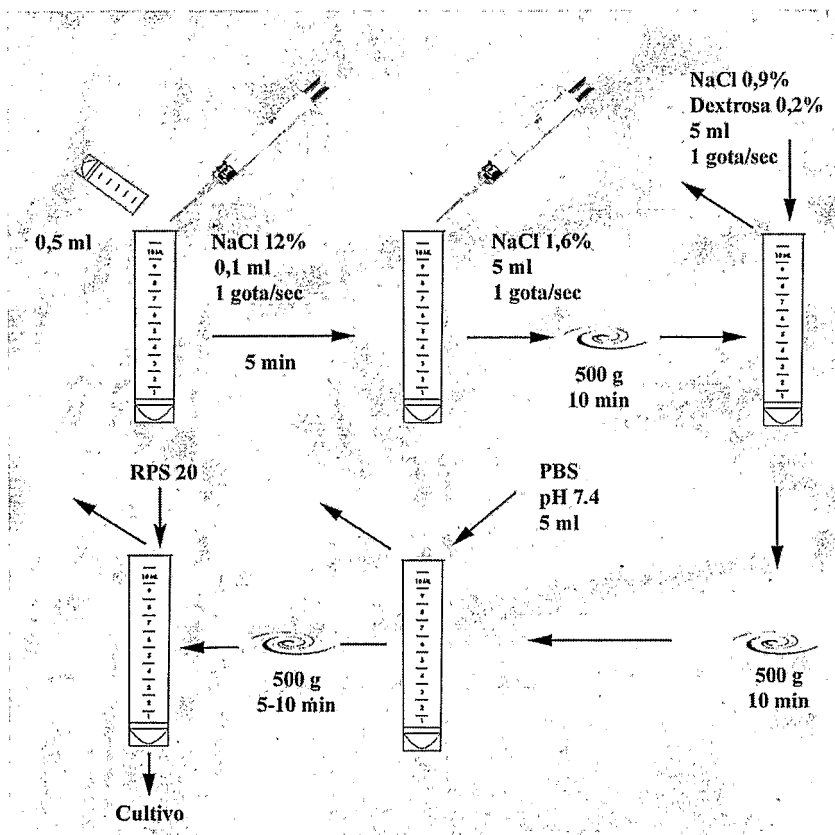 0,5 ml
NaCl 12%
0,1 ml
1 gota/sec
5 min
NaCl 1,6%
5 ml
1 gota/sec
500 g
10 min
NaCl 0,9%
Dextrosa 0,2%
5 ml
1 gota/sec
500 g
10 min
PBS
pH 7.4
5 ml
500 g
5-10 min
RPS 20
Cultivo